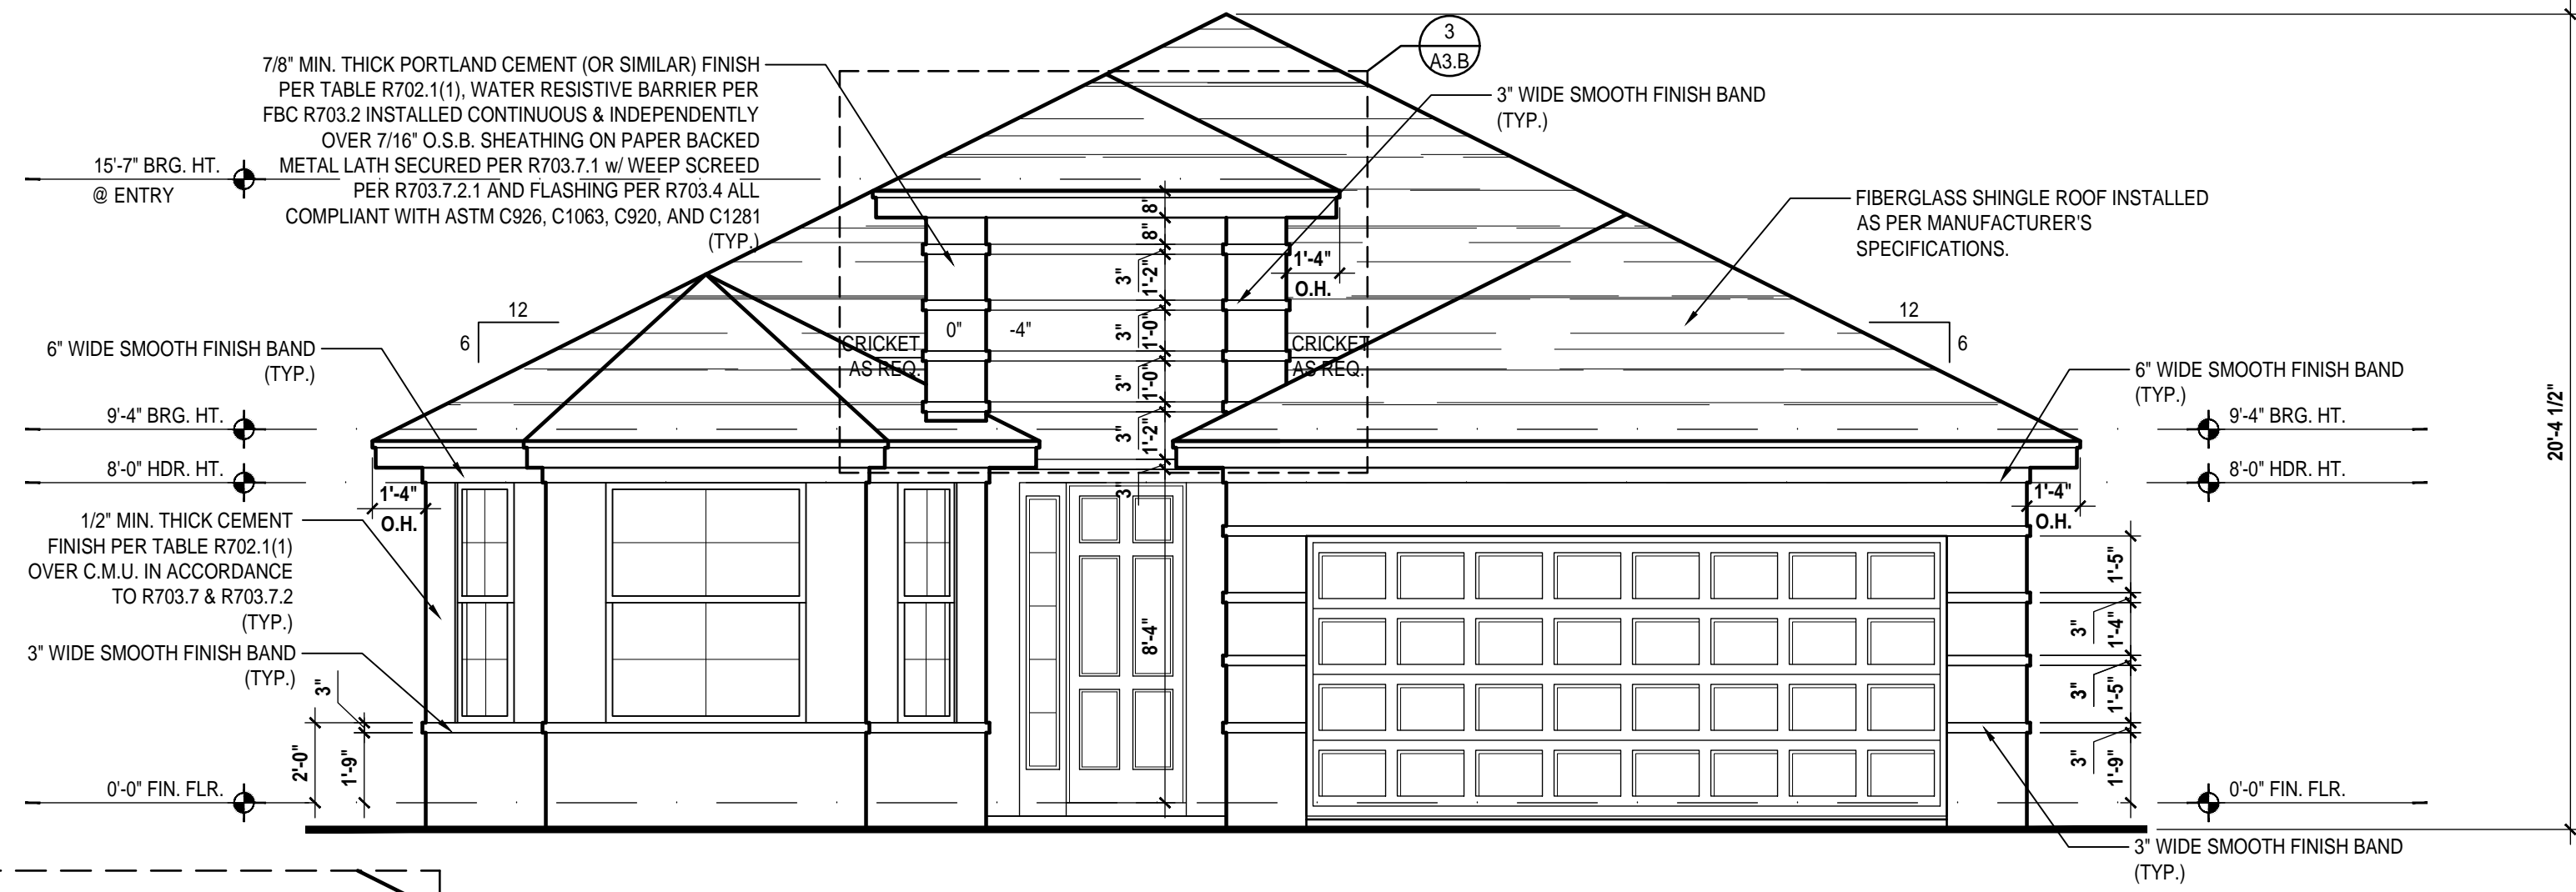 7/8" MIN. THICK PORTLAND CEMENT (OR SIMILAR) FINISH
PER TABLE R702.1(1), WATER RESISTIVE BARRIER PER
FBC R703.2 INSTALLED CONTINUOUS & INDEPENDENTLY
OVER 7/16" O.S.B. SHEATHING ON PAPER BACKED
METAL LATH SECURED PER R703.7.1 w/ WEEP SCREED
PER R703.7.2.1 AND FLASHING PER R703.4 ALL
COMPLIANT WITH ASTM C926, C1063, C920, AND C1281
(TYP.)
3
A3.B
3" WIDE SMOOTH FINISH BAND
(TYP.)
15'-7" BRG. HT.
@ ENTRY
FIBERGLASS SHINGLE ROOF INSTALLED
AS PER MANUFACTURER'S
SPECIFICATIONS.
8"
8"
3"
1'-2"
3"
1'-0"
3"
1'-0"
3"
1'-2"
3"
8'-4"
1'-4"
O.H.
12
6
12
6
0"
-4"
CRICKET
AS REQ.
CRICKET
AS REQ.
6" WIDE SMOOTH FINISH BAND
(TYP.)
6" WIDE SMOOTH FINISH BAND
(TYP.)
9'-4" BRG. HT.
9'-4" BRG. HT.
8'-0" HDR. HT.
8'-0" HDR. HT.
20'-4 1/2"
1'-4"
O.H.
1'-4"
O.H.
1/2" MIN. THICK CEMENT
FINISH PER TABLE R702.1(1)
OVER C.M.U. IN ACCORDANCE
TO R703.7 & R703.7.2
(TYP.)
3" WIDE SMOOTH FINISH BAND
(TYP.)
3"
2'-0"
1'-9"
1'-5"
3"
1'-4"
3"
1'-5"
3"
1'-9"
0'-0" FIN. FLR.
0'-0" FIN. FLR.
3" WIDE SMOOTH FINISH BAND
(TYP.)